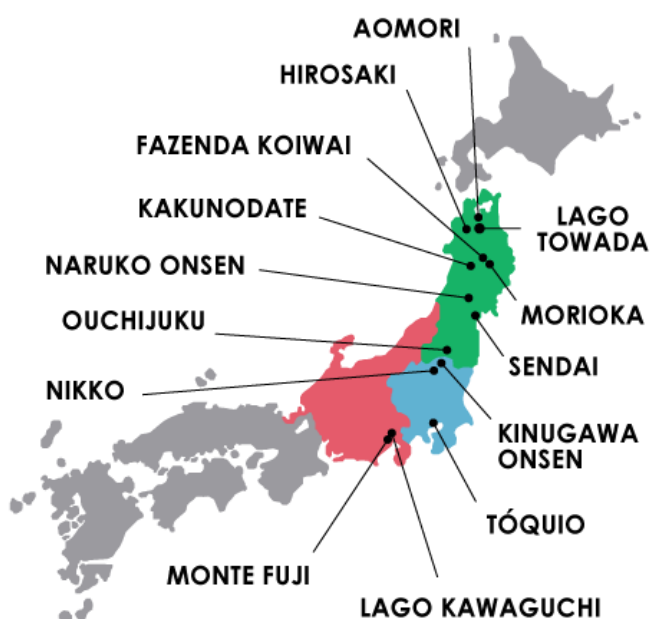 AOMORI
HIROSAKI
FAZENDA KOIWAI
KAKUNODATE
LAGO
TOWADA
NARUKO ONSEN
MORIOKA
OUCHIJUKU
SENDAI
NIKKO
KINUGAWA
ONSEN
TÓQUIO
MONTE FUJI
LAGO KAWAGUCHI